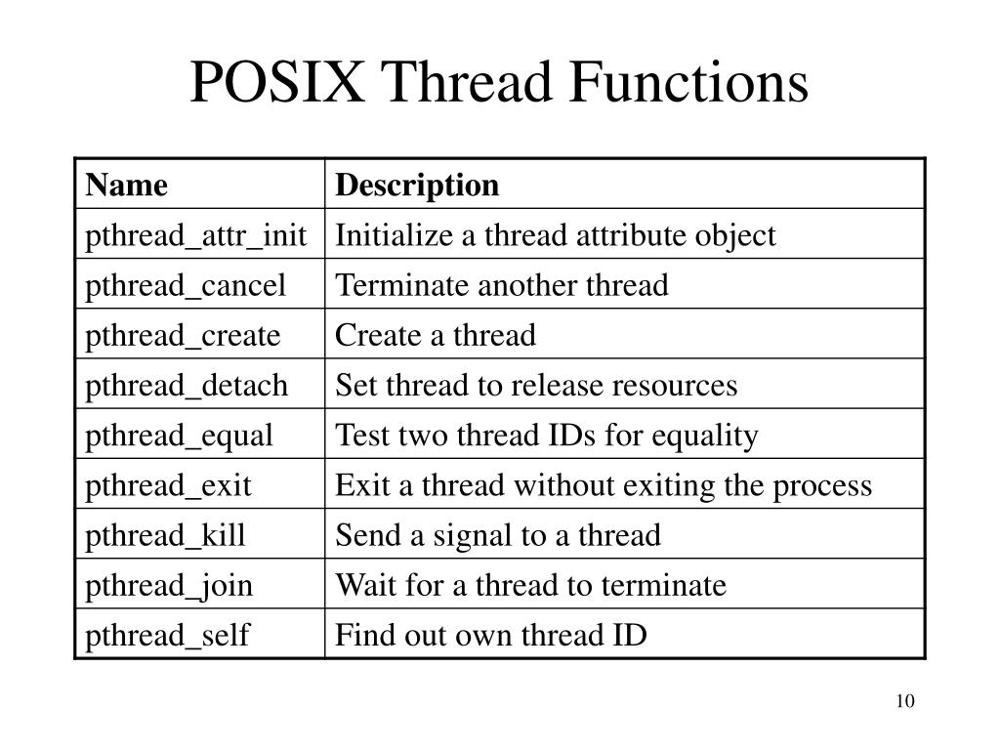 POSIX Thread Functions
Name Description
pthread_attr_init Initialize a thread attribute object
pthread_cancel Terminate another thread
pthread_create Create a thread
pthread_detach Set thread to release resources
pthread_equal Test two thread IDs for equality
pthread_exit Exit a thread without exiting the process
pthread_kill Send a signal to a thread
pthread_join Wait for a thread to terminate
pthread_self Find out own thread ID
10